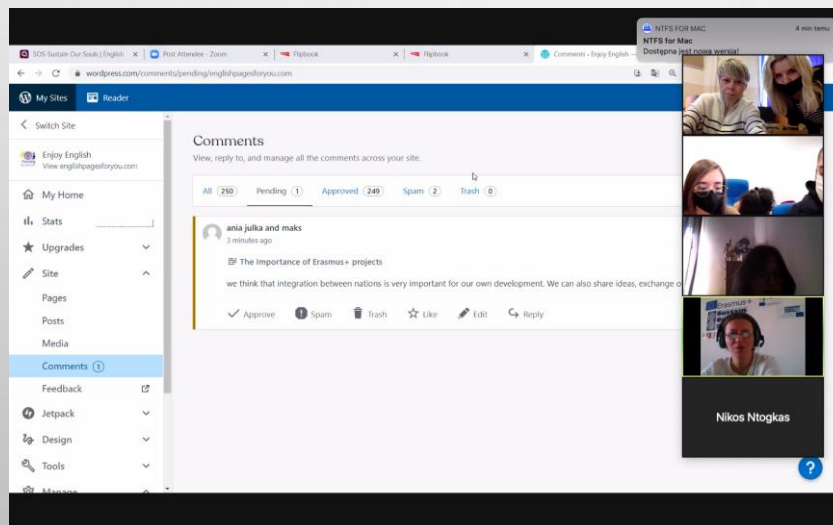 NTFS FOR MAC 4 min temu
NTFS for Mac
Dostępna jest nowa wersja!
SOS-Sustain Our Souls | English
Post Attendee - Zoom
Flipbook
Flipbook
Comments ‹ Enjoy English —
wordpress.com/comments/pending/englishpagesforyou.com
My Sites Reader
Switch Site
Enjoy English
View englishpagesforyou.com
My Home
Stats
Upgrades
Site
Pages
Posts
Media
Comments 1
Feedback
Jetpack
Design
Tools
Manage
Comments
View, reply to, and manage all the comments across your site.
All 250 Pending 1 Approved 249 Spam 2 Trash 0
ania julka and maks
3 minutes ago
The Importance of Erasmus+ projects
we think that integration between nations is very important for our own development. We can also share ideas, exchange
Approve Spam Trash Like Edit Reply
Erasmus+
Sustain
Nikos Ntogkas
?